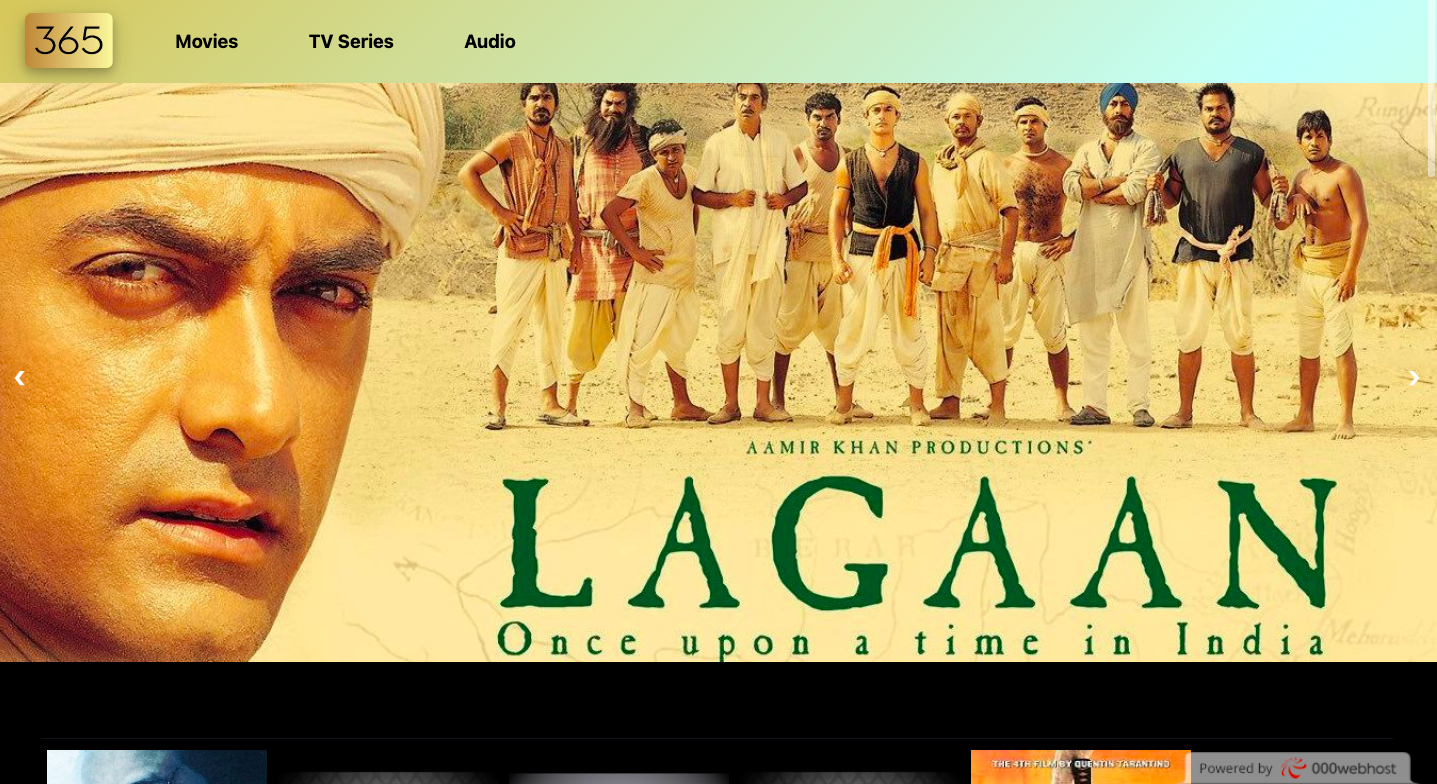 365
Movies
TV Series
Audio
❮
❯
AAMIR KHAN PRODUCTIONS'
LAGAAN
BERAR
Once upon a time in India
THE 4TH FILM BY QUENTIN TARANTINO
Powered by 000webhost